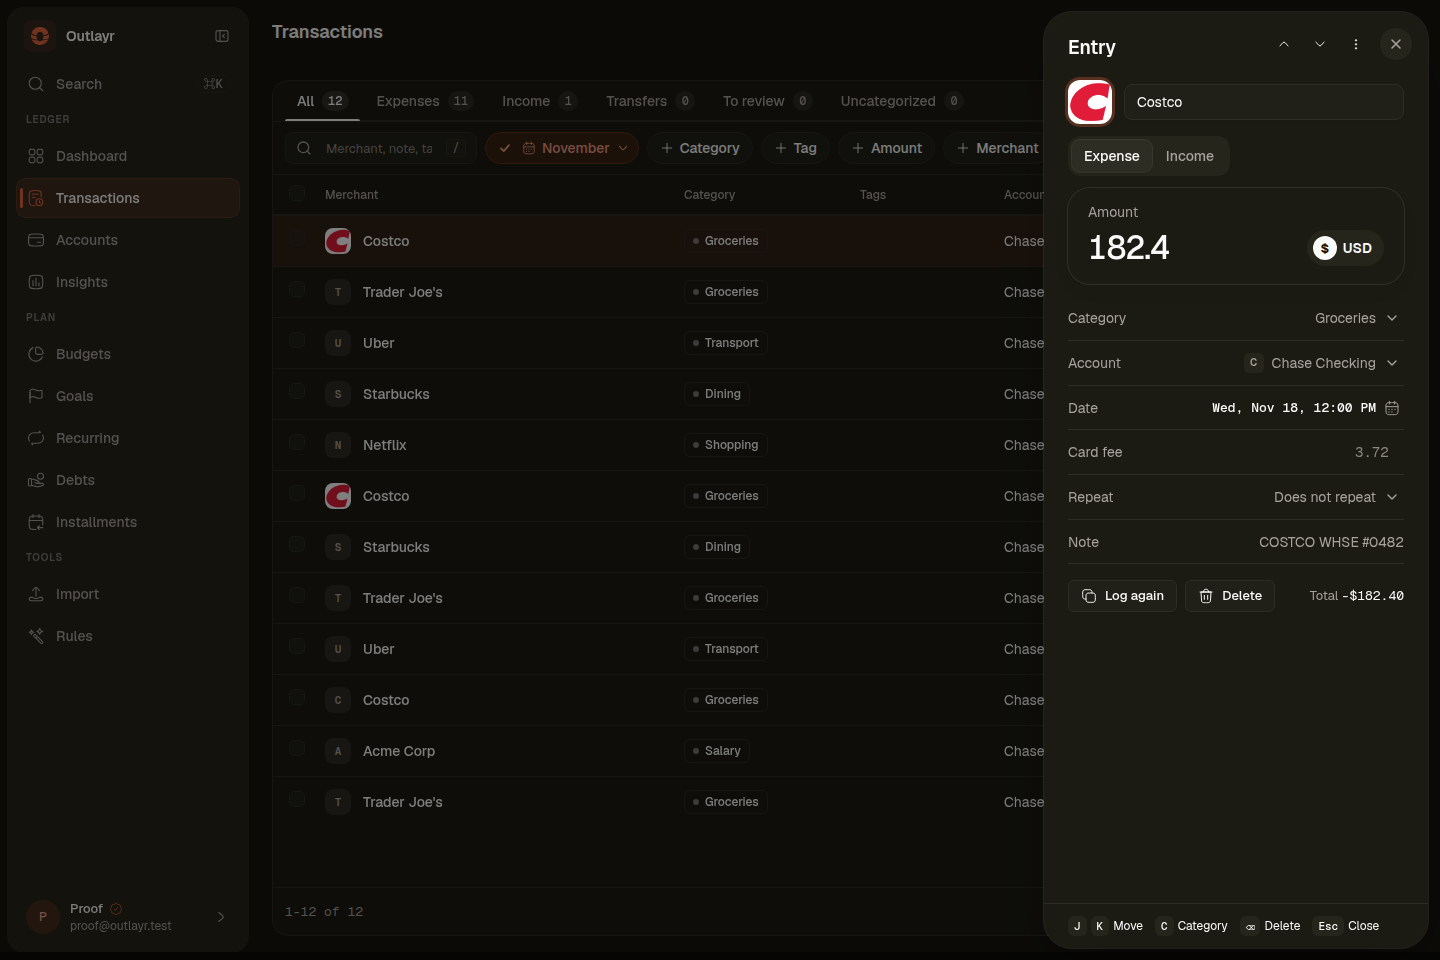 Outlayr
Search ⌘K
LEDGER
Dashboard
Transactions
Accounts
Insights
PLAN
Budgets
Goals
Recurring
Debts
Installments
TOOLS
Import
Rules
P Proof
proof@outlayr.test
Transactions
All 12 Expenses 11 Income 1 Transfers 0 To review 0 Uncategorized 0
Merchant, note, ta / November Category Tag Amount Merchant
Merchant Category Tags Accoun
Costco Groceries Chase
T Trader Joe's Groceries Chase
U Uber Transport Chase
S Starbucks Dining Chase
N Netflix Shopping Chase
Costco Groceries Chase
S Starbucks Dining Chase
T Trader Joe's Groceries Chase
U Uber Transport Chase
C Costco Groceries Chase
A Acme Corp Salary Chase
T Trader Joe's Groceries Chase
1-12 of 12
Entry
Costco
Expense Income
Amount
182.4 $ USD
Category Groceries
Account C Chase Checking
Date Wed, Nov 18, 12:00 PM
Card fee 3.72
Repeat Does not repeat
Note COSTCO WHSE #0482
Log again Delete Total -$182.40
J K Move C Category ⌫ Delete Esc Close